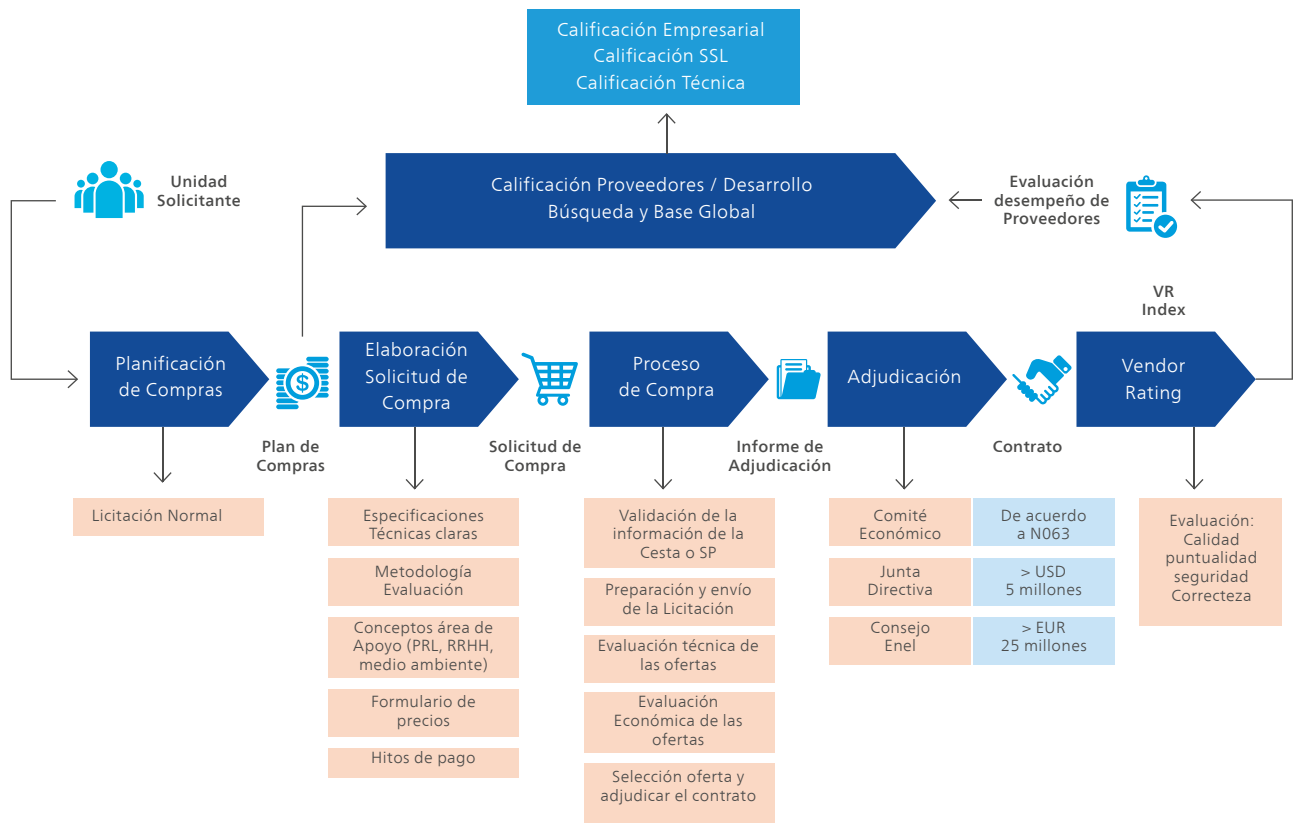 Calificación Empresarial
Calificación SSL
Calificación Técnica
Unidad
Solicitante
Calificación Proveedores / Desarrollo
Búsqueda y Base Global
Evaluación
desempeño de
Proveedores
VR
Index
Planificación
de Compras
Elaboración
Solicitud de
Compra
Proceso
de Compra
Adjudicación
Vendor
Rating
$
Plan de
Compras
Solicitud de
Compra
Informe de
Adjudicación
Contrato
Licitación Normal
Especificaciones
Técnicas claras
Metodología
Evaluación
Conceptos área de
Apoyo (PRL, RRHH,
medio ambiente)
Formulario de
precios
Hitos de pago
Validación de la
información de la
Cesta o SP
Preparación y envío
de la Licitación
Evaluación técnica de
las ofertas
Evaluación
Económica de las
ofertas
Selección oferta y
adjudicar el contrato
Comité
Económico
De acuerdo
a N063
Junta
Directiva
> USD
5 millones
Consejo
Enel
> EUR
25 millones
Evaluación:
Calidad
puntualidad
seguridad
Correcteza